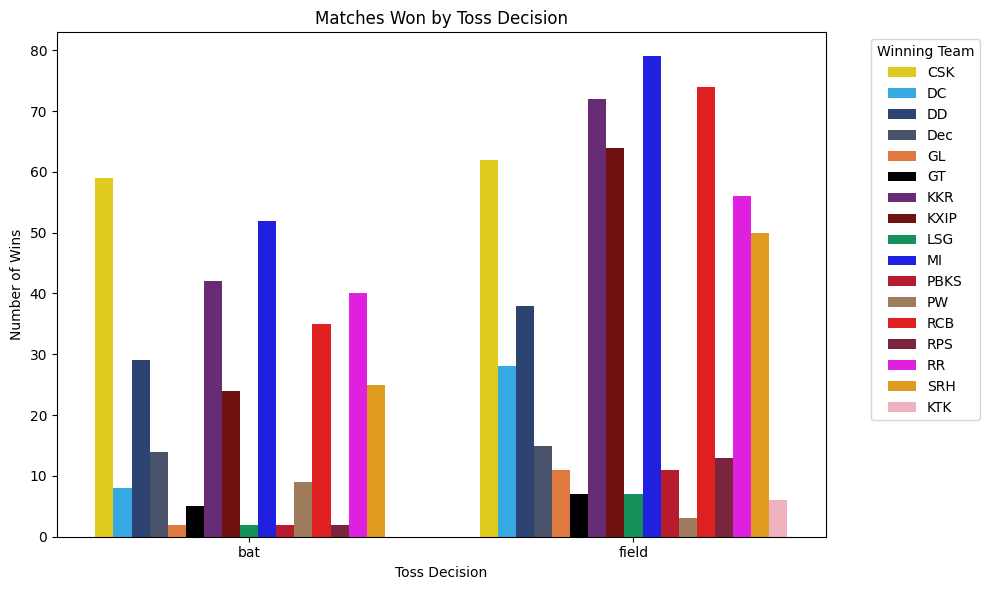 Matches Won by Toss Decision
Number of Wins
80
70
60
50
40
30
20
10
0
bat
field
Toss Decision
Winning Team
CSK
DC
DD
Dec
GL
GT
KKR
KXIP
LSG
MI
PBKS
PW
RCB
RPS
RR
SRH
KTK